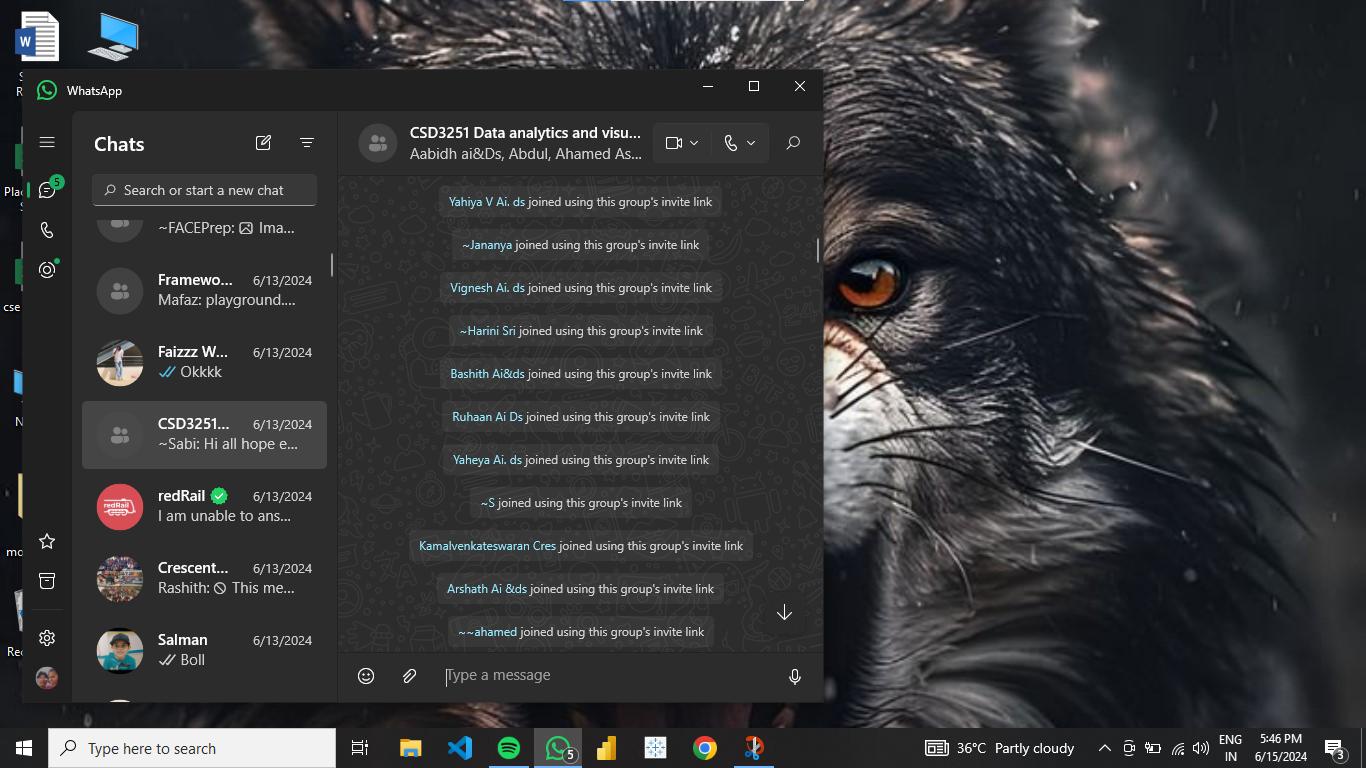 WhatsApp
Chats
Search or start a new chat
~FACEPrep: Ima...
Framewo... 6/13/2024
Mafaz: playground....
Faizzz W... 6/13/2024
Okkkk
CSD3251... 6/13/2024
~Sabi: Hi all hope e...
redRail 6/13/2024
redRail
I am unable to ans...
Crescent... 6/13/2024
Rashith: This me...
Salman 6/13/2024
Boll
5
CSD3251 Data analytics and visu...
Aabidh ai&Ds, Abdul, Ahamed As...
Yahiya V Ai. ds joined using this group's invite link
~Jananya joined using this group's invite link
Vignesh Ai. ds joined using this group's invite link
~Harini Sri joined using this group's invite link
Bashith Ai&ds joined using this group's invite link
Ruhaan Ai Ds joined using this group's invite link
Yaheya Ai. ds joined using this group's invite link
~S joined using this group's invite link
Kamalvenkateswaran Cres joined using this group's invite link
Arshath Ai &ds joined using this group's invite link
~~ahamed joined using this group's invite link
Type a message
W
S
R
Plac
S
cse
N
mo
Rec
Type here to search
5
36°C Partly cloudy
ENG
IN
5:46 PM
6/15/2024
3